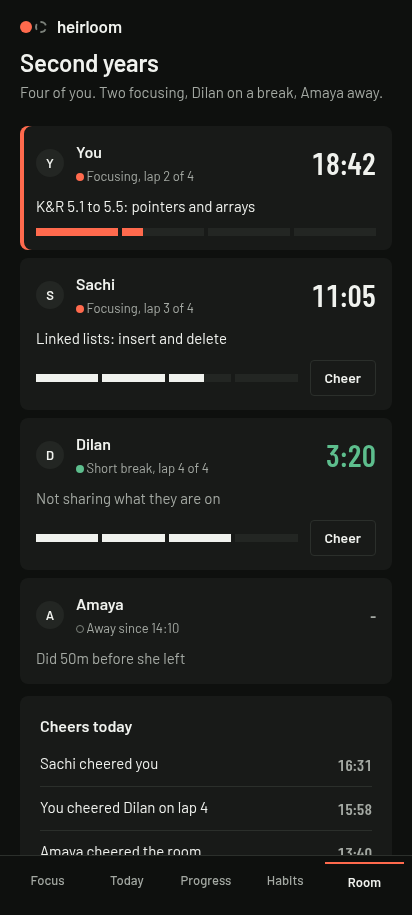 heirloom
Second years
Four of you. Two focusing, Dilan on a break, Amaya away.
Y
You
Focusing, lap 2 of 4
18:42
K&R 5.1 to 5.5: pointers and arrays
S
Sachi
Focusing, lap 3 of 4
11:05
Linked lists: insert and delete
Cheer
D
Dilan
Short break, lap 4 of 4
3:20
Not sharing what they are on
Cheer
A
Amaya
Away since 14:10
-
Did 50m before she left
Cheers today
Sachi cheered you 16:31
You cheered Dilan on lap 4 15:58
Amaya cheered the room 13:40
Focus Today Progress Habits Room